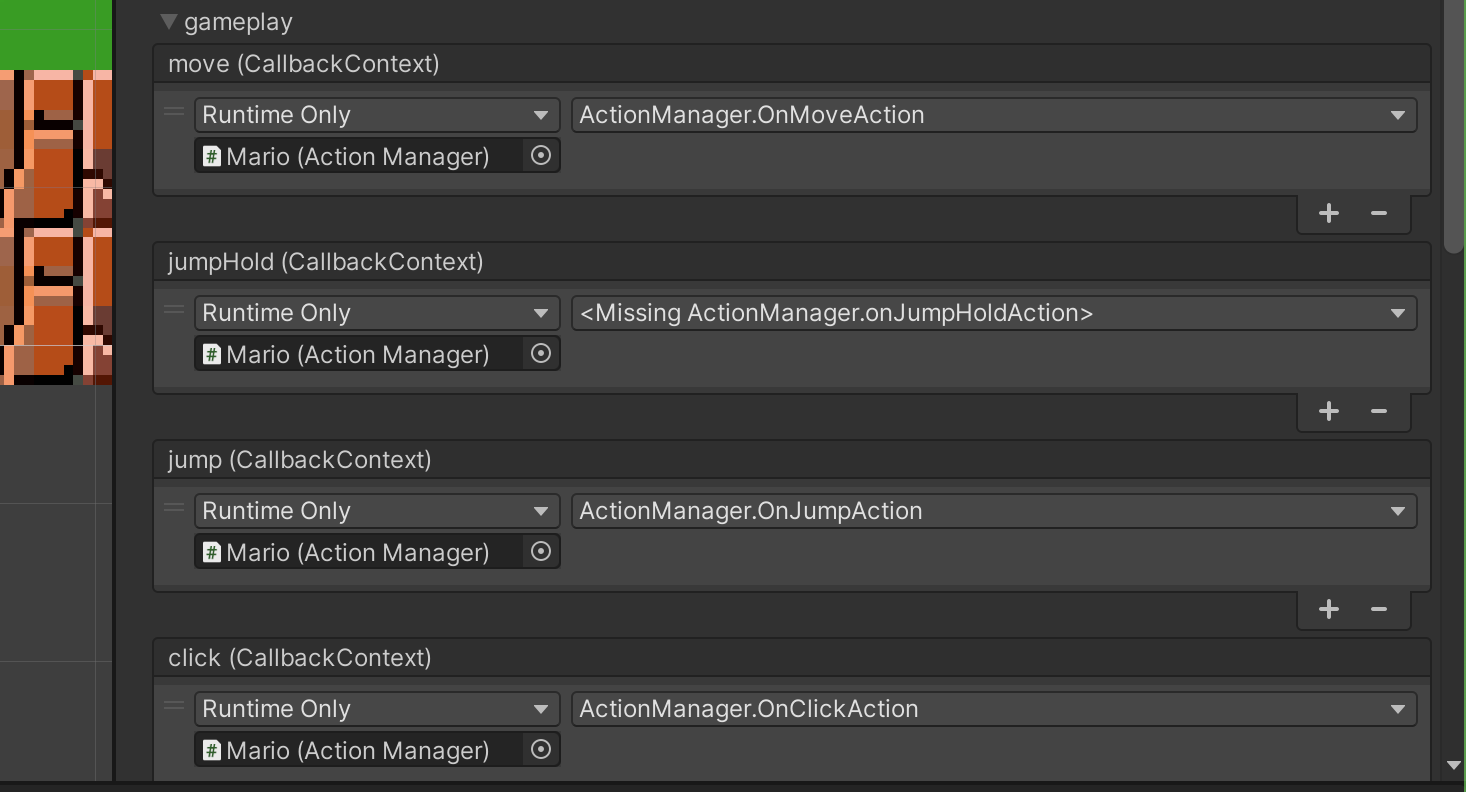 gameplay
move (CallbackContext)
Runtime Only
ActionManager.OnMoveAction
Mario (Action Manager)
jumpHold (CallbackContext)
Runtime Only
<Missing ActionManager.onJumpHoldAction>
Mario (Action Manager)
jump (CallbackContext)
Runtime Only
ActionManager.OnJumpAction
Mario (Action Manager)
click (CallbackContext)
Runtime Only
ActionManager.OnClickAction
Mario (Action Manager)